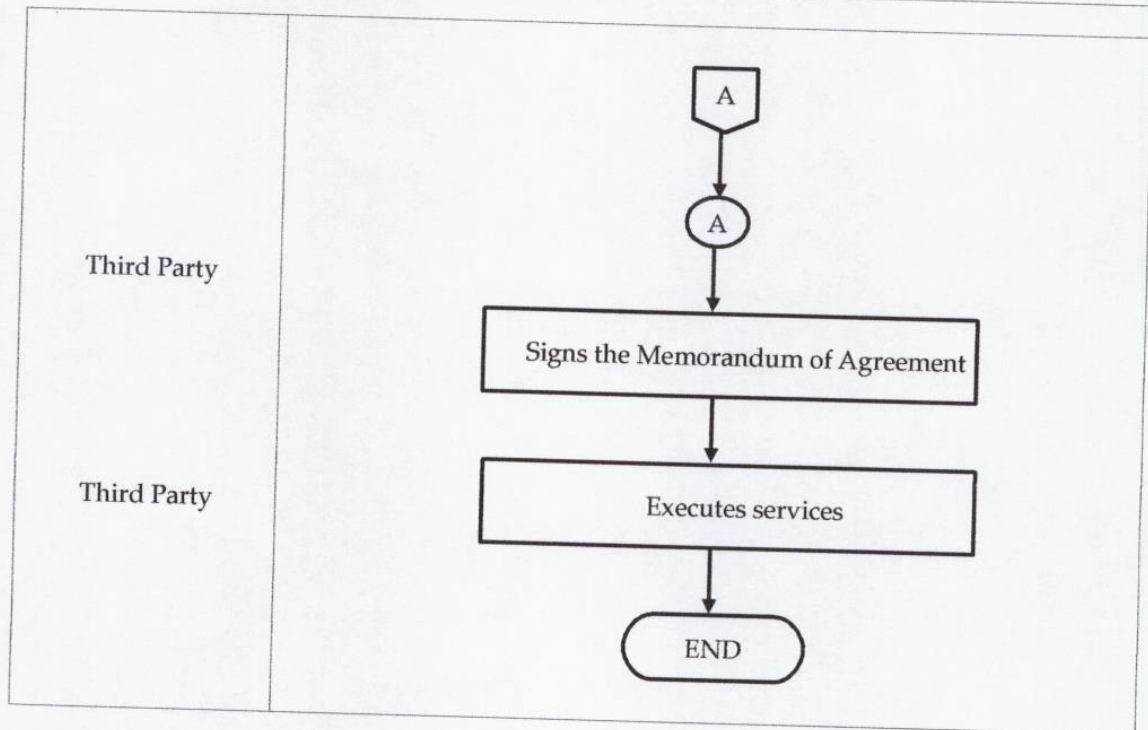 A
A
Third Party
Signs the Memorandum of Agreement
Third Party
Executes services
END